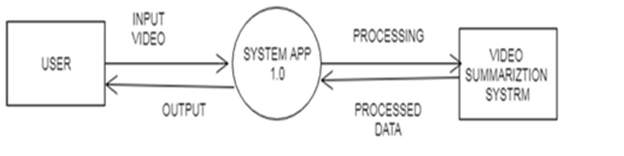 INPUT
VIDEO
USER
OUTPUT
SYSTEM APP
1.0
PROCESSING
PROCESSED
DATA
VIDEO
SUMMARIZTION
SYSTRM